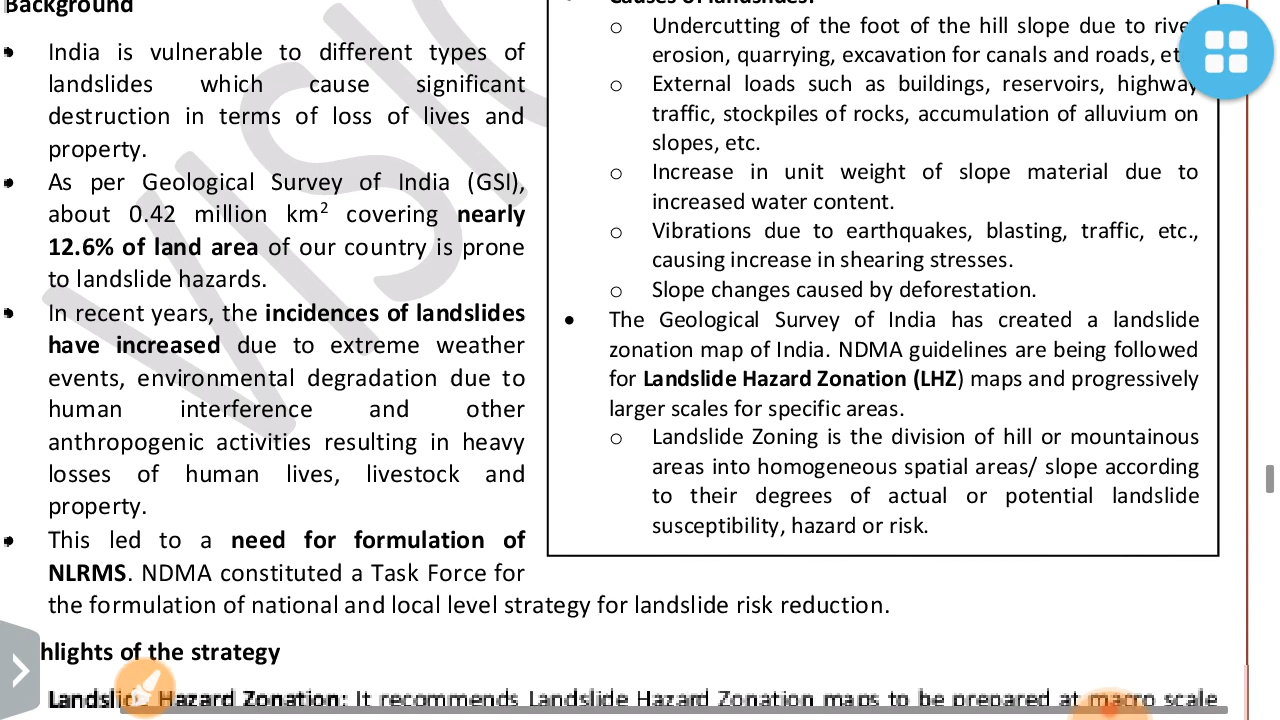 Background
India is vulnerable to different types of
landslides which cause significant
destruction in terms of loss of lives and
property.
As per Geological Survey of India (GSI),
about 0.42 million km² covering nearly
12.6% of land area of our country is prone
to landslide hazards.
In recent years, the incidences of landslides
have increased due to extreme weather
events, environmental degradation due to
human interference and other
anthropogenic activities resulting in heavy
losses of human lives, livestock and
property.
This led to a need for formulation of
NLRMS. NDMA constituted a Task Force for
the formulation of national and local level strategy for landslide risk reduction.
Causes of landslides:
Undercutting of the foot of the hill slope due to rive
erosion, quarrying, excavation for canals and roads, et
External loads such as buildings, reservoirs, highway
traffic, stockpiles of rocks, accumulation of alluvium on
slopes, etc.
Increase in unit weight of slope material due to
increased water content.
Vibrations due to earthquakes, blasting, traffic, etc.,
causing increase in shearing stresses.
Slope changes caused by deforestation.
The Geological Survey of India has created a landslide
zonation map of India. NDMA guidelines are being followed
for Landslide Hazard Zonation (LHZ) maps and progressively
larger scales for specific areas.
Landslide Zoning is the division of hill or mountainous
areas into homogeneous spatial areas/ slope according
to their degrees of actual or potential landslide
susceptibility, hazard or risk.
hlights of the strategy
Landsli Hazard Zonation: It recommends Landslide Hazard Zonation maps to be prepared at macro scale
VISIO